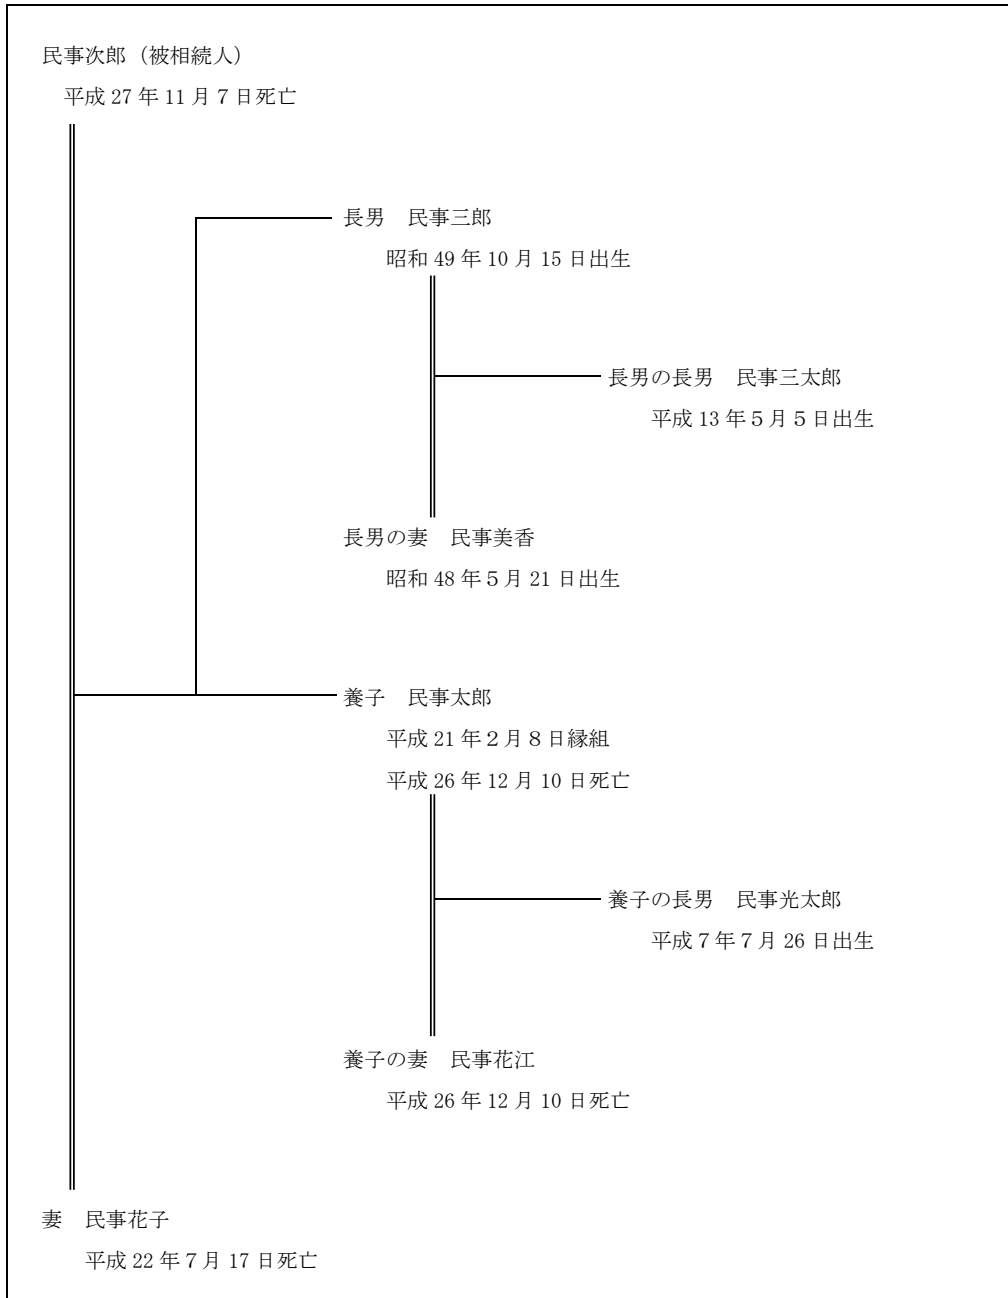 民事次郎（被相続人）
平成 27 年 11 月７日死亡
長男　民事三郎
昭和 49 年 10 月 15 日出生
長男の長男　民事三太郎
平成 13 年５月５日出生
長男の妻　民事美香
昭和 48 年５月 21 日出生
養子　民事太郎
平成 21 年２月８日縁組
平成 26 年 12 月 10 日死亡
養子の長男　民事光太郎
平成７年７月 26 日出生
養子の妻　民事花江
平成 26 年 12 月 10 日死亡
妻　民事花子
平成 22 年７月 17 日死亡